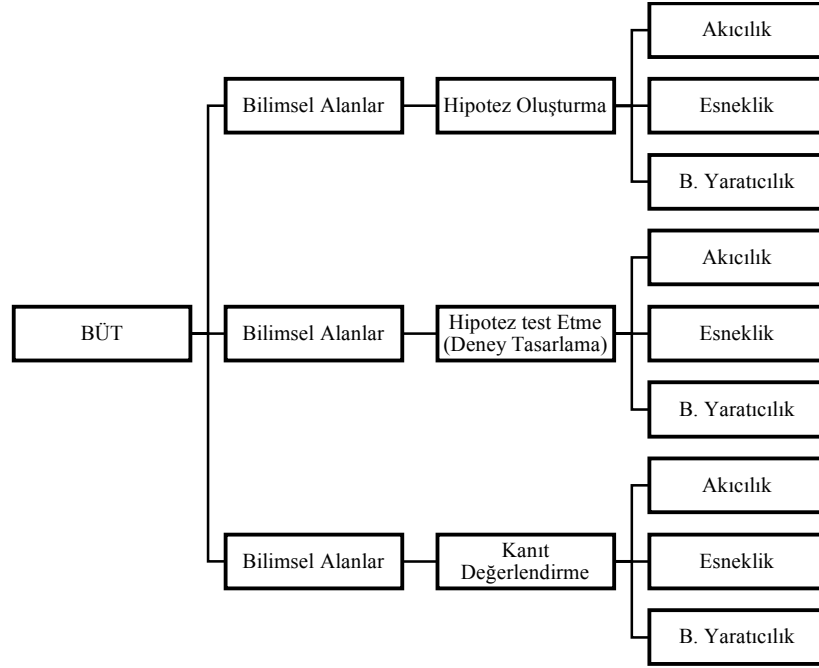 Akıcılık
Bilimsel Alanlar
Hipotez Oluşturma
Esneklik
B. Yaratıcılık
Akıcılık
BÜT
Bilimsel Alanlar
Hipotez test Etme
(Deney Tasarlama)
Esneklik
B. Yaratıcılık
Akıcılık
Bilimsel Alanlar
Kanıt
Değerlendirme
Esneklik
B. Yaratıcılık